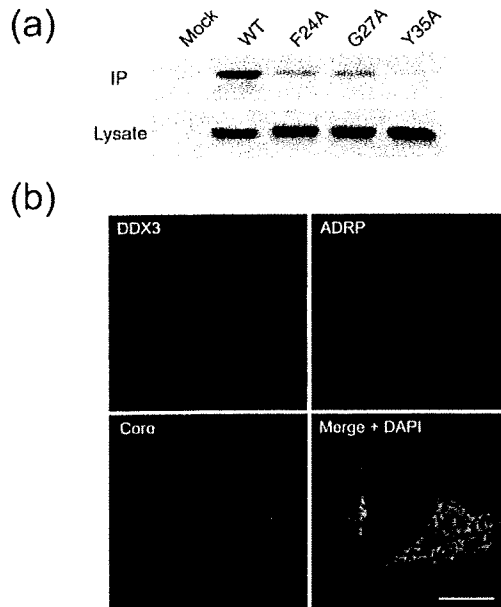 (a)
Mock WT F24A G27A Y35A
IP
Lysate
(b)
DDX3 ADRP
Core Merge + DAPI